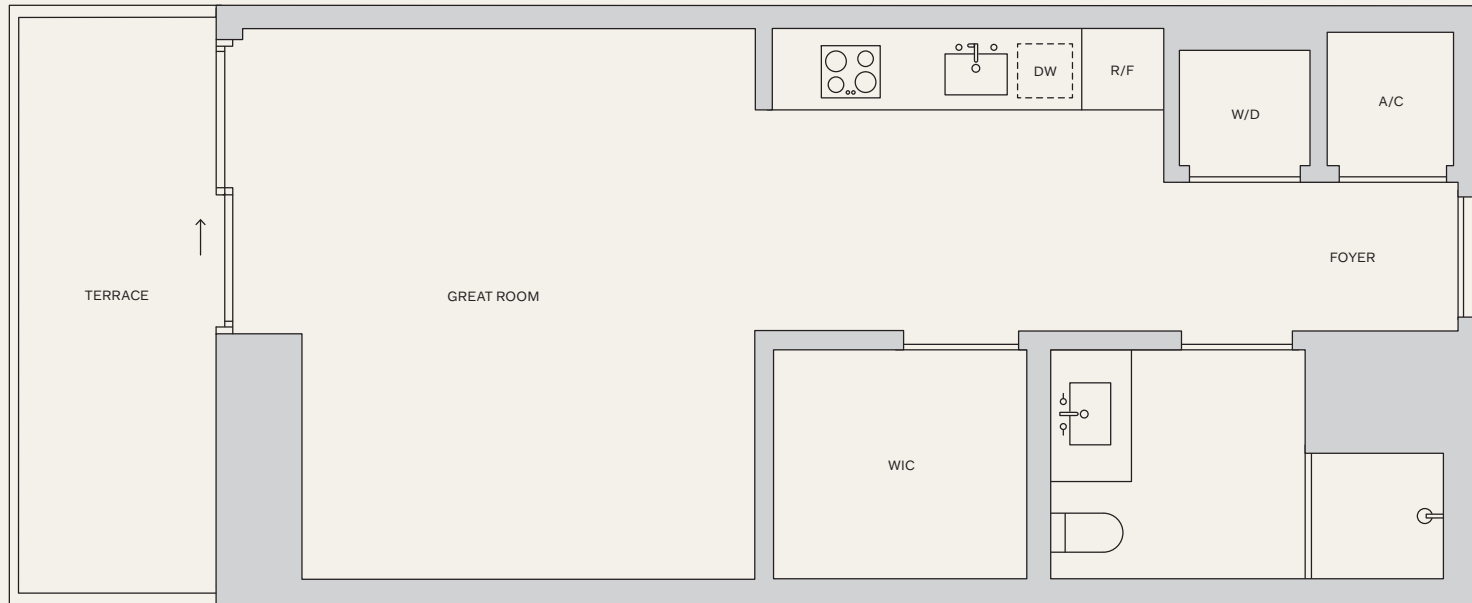 DW
R/F
W/D
A/C
FOYER
TERRACE
GREAT ROOM
WIC